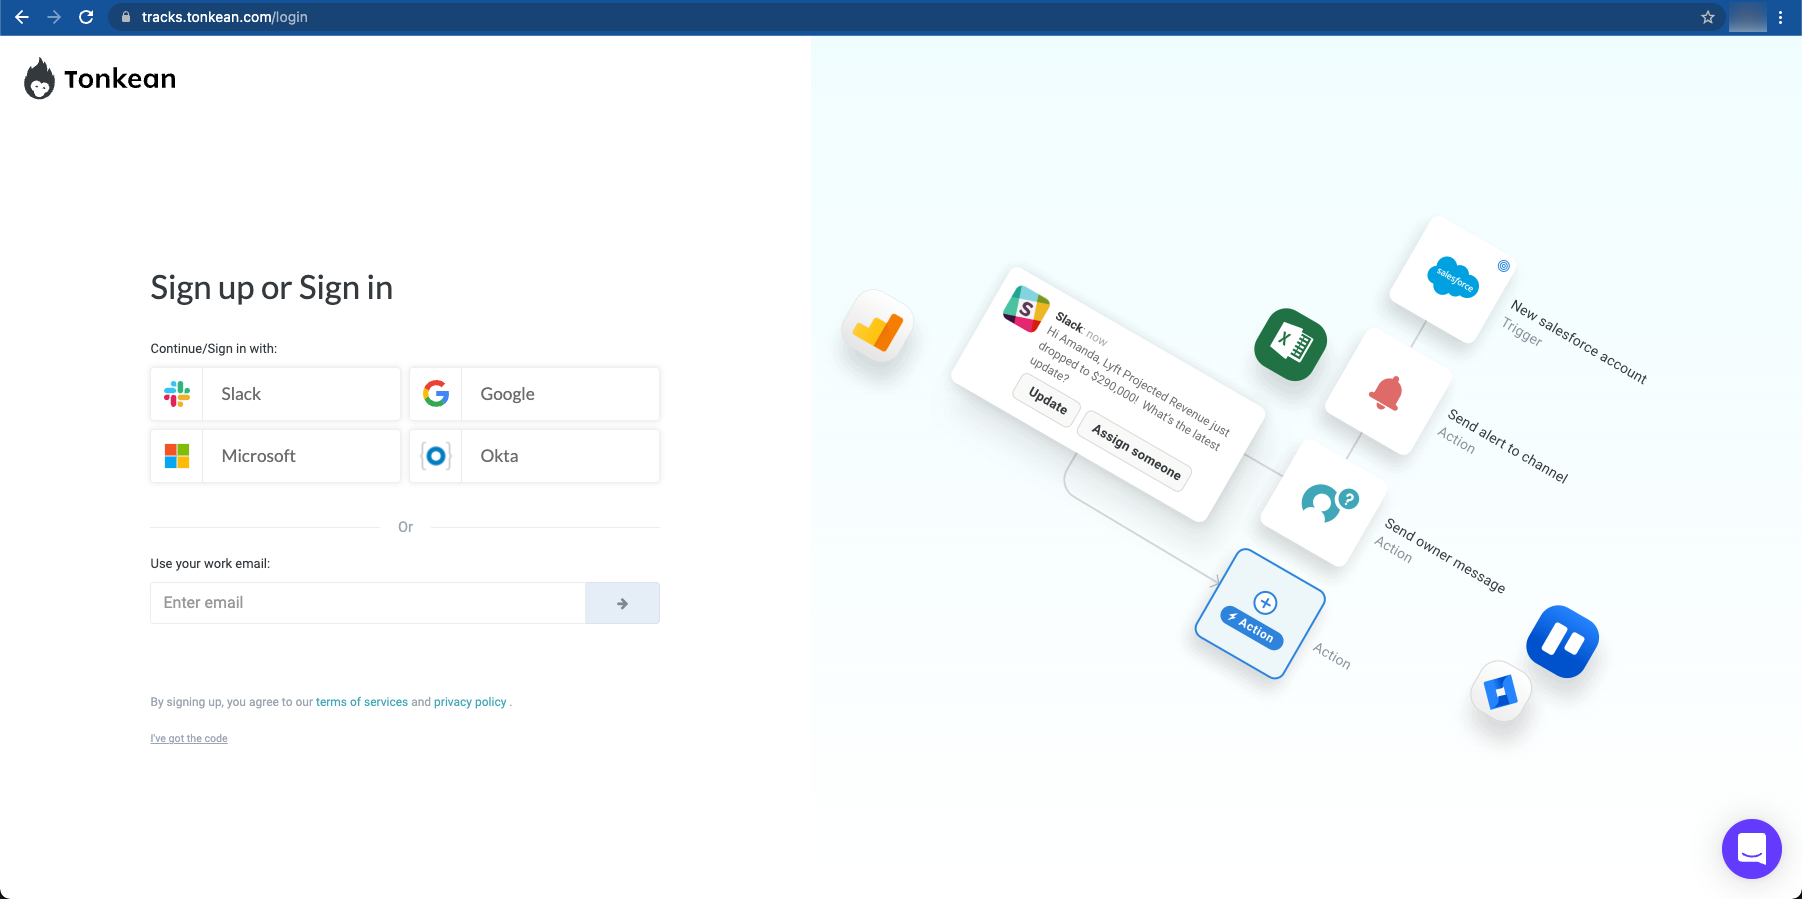 tracks.tonkean.com/login
Tonkean
Sign up or Sign in
Continue/Sign in with:
Slack
Google
Microsoft
Okta
Or
Use your work email:
Enter email
By signing up, you agree to our terms of services and privacy policy .
I've got the code
S
Slack: now
Hi Amanda, Lyft Projected Revenue just
dropped to $290,000! What's the latest
update?
Update
Assign someone
X
salesforce
New salesforce account
Trigger
Send alert to channel
Action
?
Send owner message
Action
Action
Action